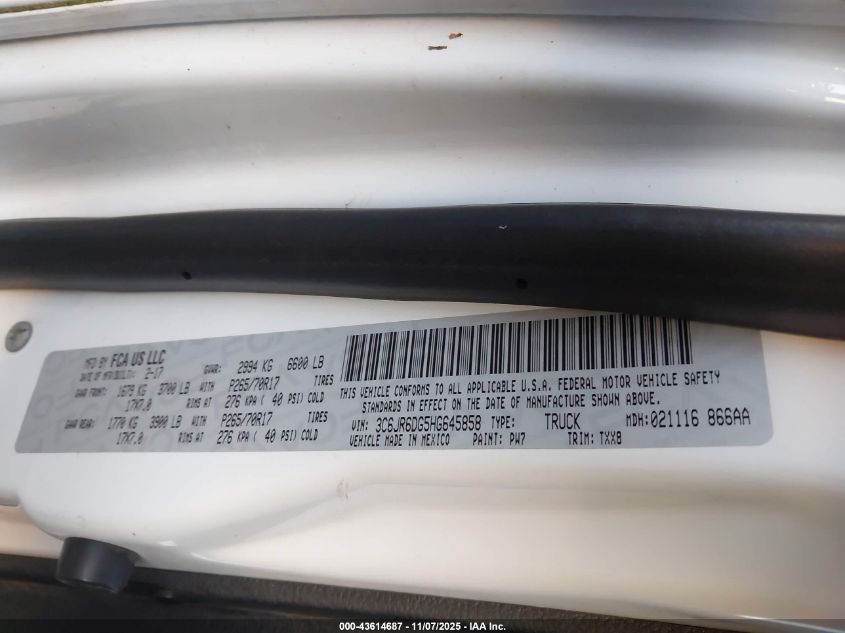 MFD BY: FCA US LLC
DATE OF MFR/BUILT: 2-17
GVWR: 2994 KG 6600 LB
GAWR FRONT: 1679 KG 3700 LB WITH P265/70R17 TIRES
17X7.0 RIMS AT 276 KPA ( 40 PSI) COLD
GAWR REAR: 1770 KG 3900 LB WITH P265/70R17 TIRES
17X7.0 RIMS AT 276 KPA ( 40 PSI) COLD
THIS VEHICLE CONFORMS TO ALL APPLICABLE U.S.A. FEDERAL MOTOR VEHICLE SAFETY
STANDARDS IN EFFECT ON THE DATE OF MANUFACTURE SHOWN ABOVE.
VIN: 3C6JR6DG5HG645858 TYPE: TRUCK MDH: 021116 866AA
VEHICLE MADE IN MEXICO PAINT: PW7 TRIM: TXX8
000-43614687 - 11/07/2025 - IAA Inc.